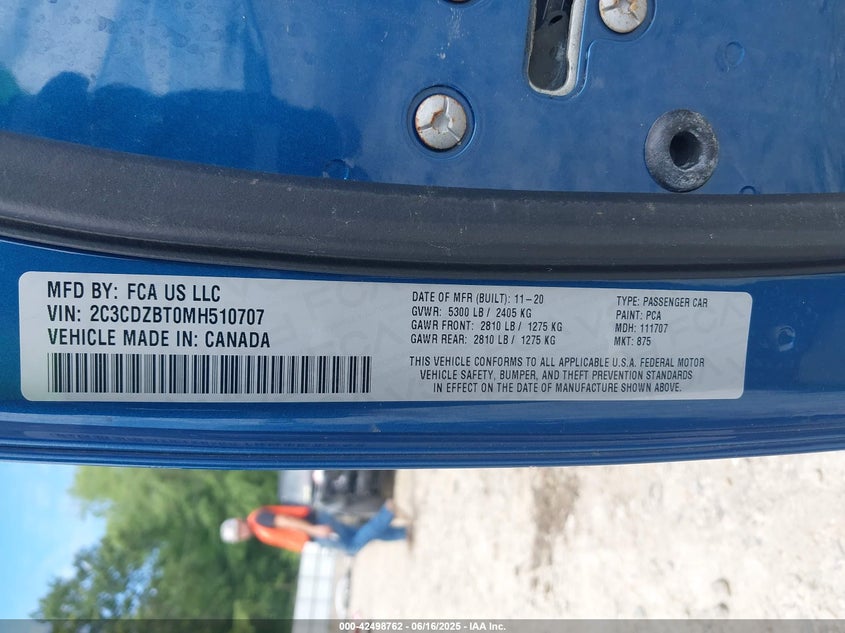 MFD BY: FCA US LLC
VIN: 2C3CDZBT0MH510707
VEHICLE MADE IN: CANADA
DATE OF MFR (BUILT): 11-20
GVWR: 5300 LB / 2405 KG
GAWR FRONT: 2810 LB / 1275 KG
GAWR REAR: 2810 LB / 1275 KG
THIS VEHICLE CONFORMS TO ALL APPLICABLE U.S.A. FEDERAL MOTOR
VEHICLE SAFETY, BUMPER, AND THEFT PREVENTION STANDARDS
IN EFFECT ON THE DATE OF MANUFACTURE SHOWN ABOVE.
TYPE: PASSENGER CAR
PAINT: PCA
MDH: 111707
MKT: 875
000-42498762 - 06/16/2025 - IAA Inc.